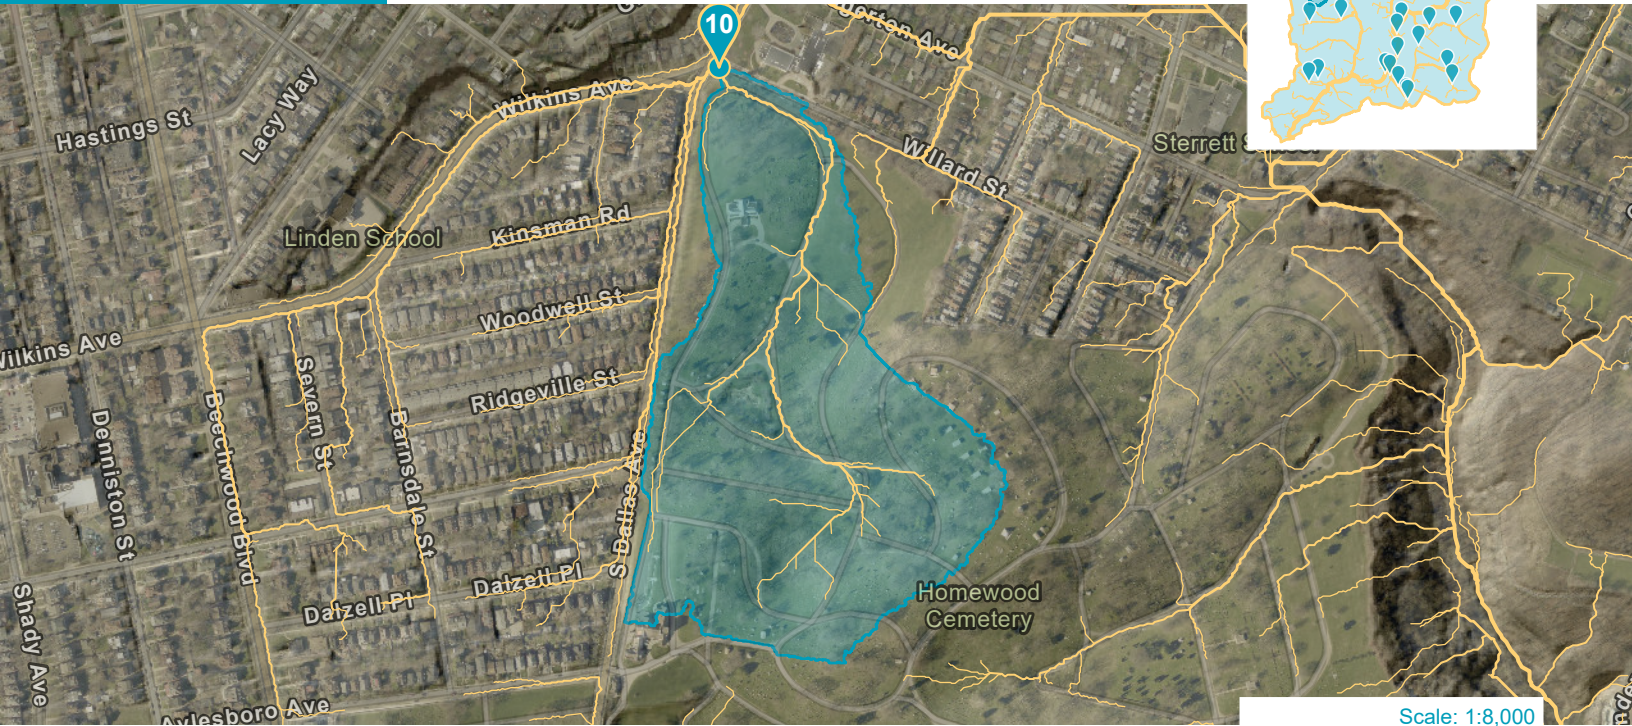 10
gerton Ave
Wilkins Ave
Hastings St
Lacy Way
Willard St
Sterrett S
Kinsman Rd
Linden School
Woodwell St
Wilkins Ave
Ridgeville St
Severn St
Beechwood Blvd
Barnsdale St
Denniston St
S Dallas Ave
Dalzell Pl
Dalzell Pl
Homewood
Cemetery
Shady Ave
Aylesboro Ave
Scale: 1:8,000